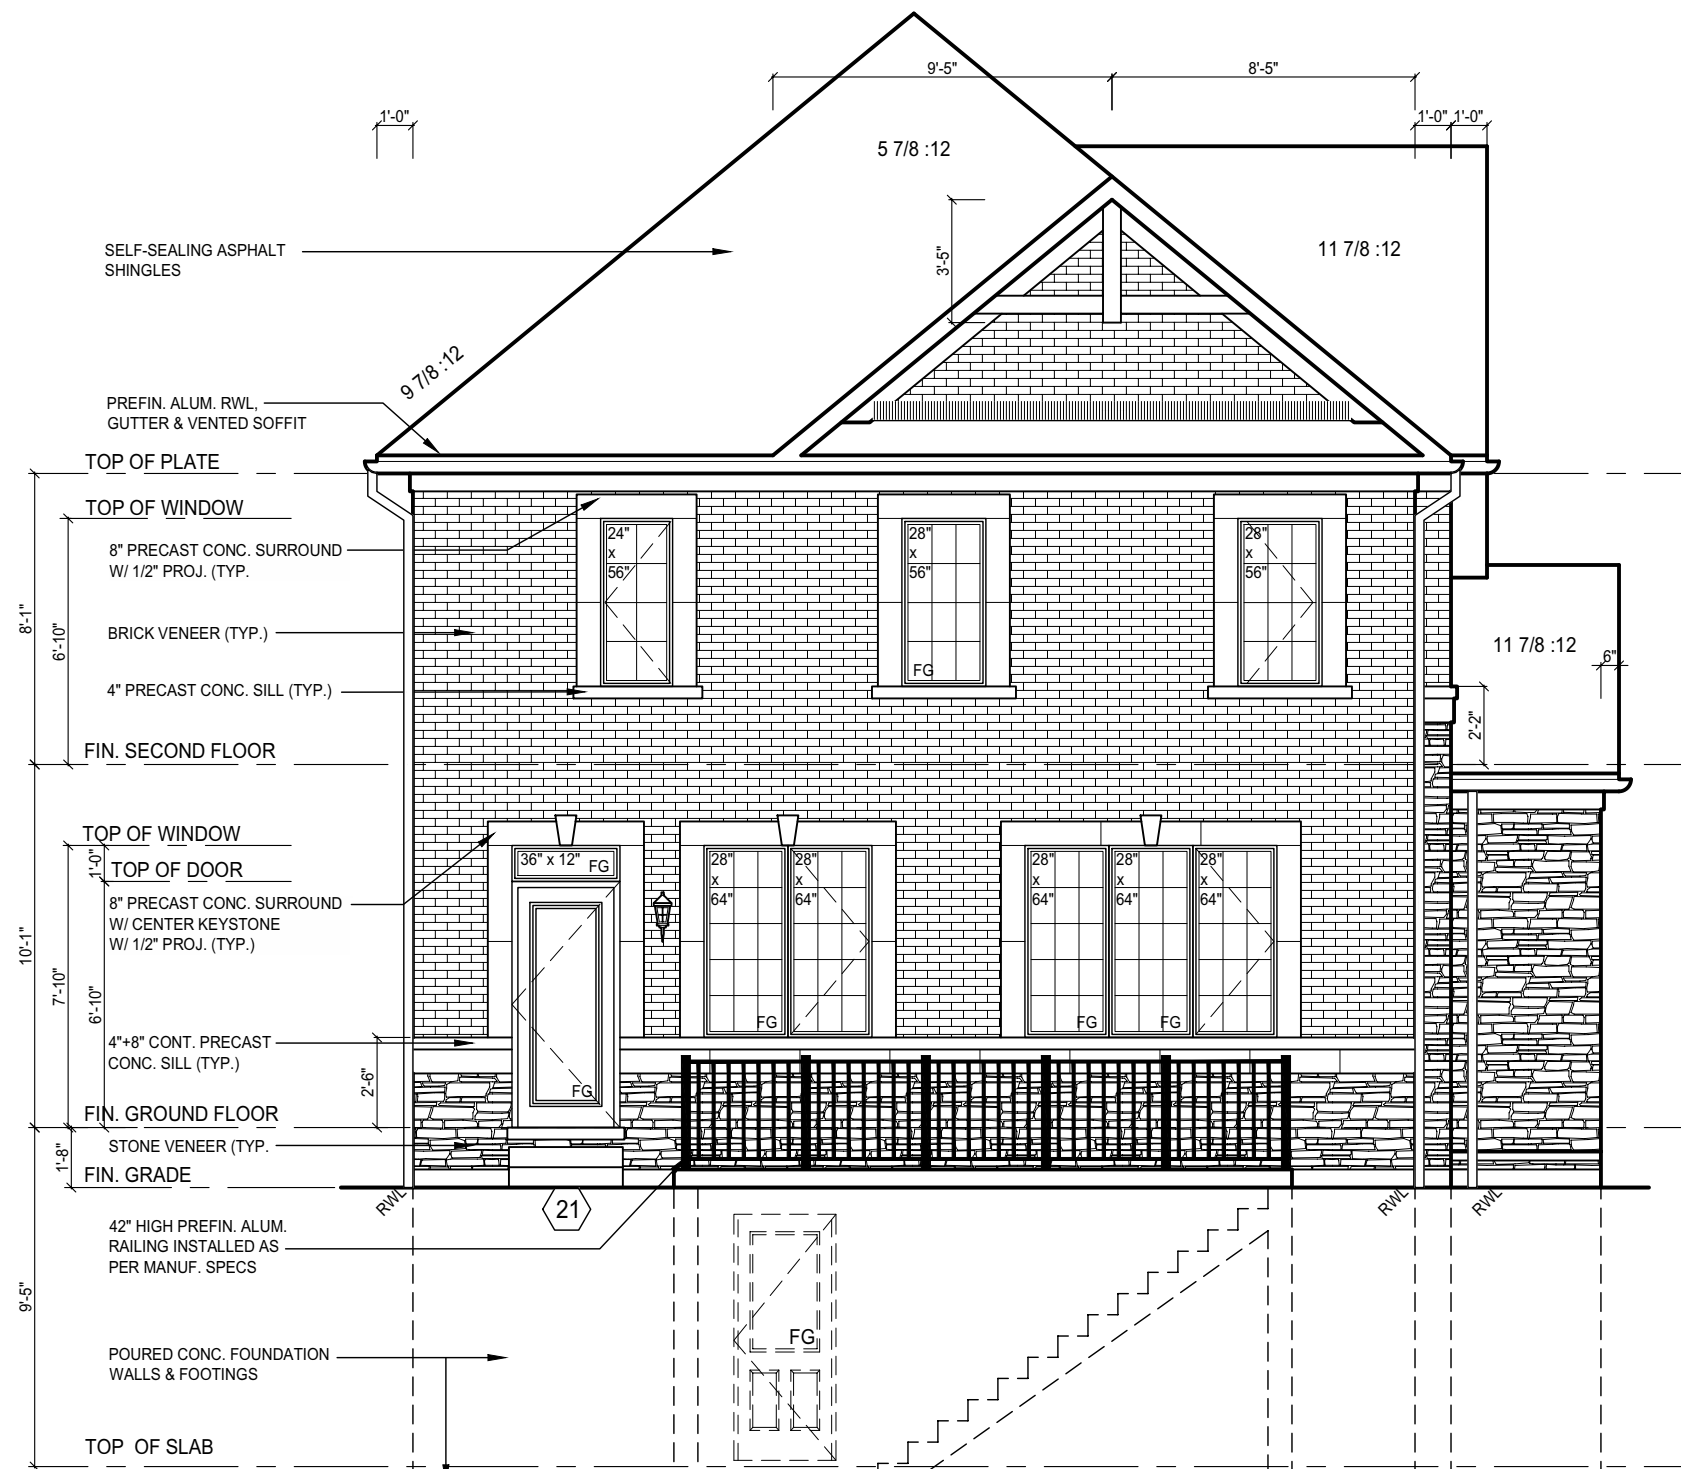 9'-5"
8'-5"
1'-0"
1'-0"
1'-0"
5 7/8 :12
11 7/8 :12
3'-5"
SELF-SEALING ASPHALT
SHINGLES
9 7/8 :12
PREFIN. ALUM. RWL,
GUTTER & VENTED SOFFIT
TOP OF PLATE
TOP OF WINDOW
8" PRECAST CONC. SURROUND
W/ 1/2" PROJ. (TYP.
24"
x
56"
28"
x
56"
FG
28"
x
56"
8'-1"
6'-10"
BRICK VENEER (TYP.)
11 7/8 :12
6"
4" PRECAST CONC. SILL (TYP.)
2'-2"
FIN. SECOND FLOOR
TOP OF WINDOW
1'-0"
TOP OF DOOR
36" x 12" FG
28"
x
64"
28"
x
64"
28"
x
64"
28"
x
64"
28"
x
64"
8" PRECAST CONC. SURROUND
W/ CENTER KEYSTONE
W/ 1/2" PROJ. (TYP.)
10'-1"
7'-10"
6'-10"
FG
FG
FG
4"+8" CONT. PRECAST
CONC. SILL (TYP.)
2'-6"
FG
FIN. GROUND FLOOR
STONE VENEER (TYP.
1'-8"
FIN. GRADE
RWL
21
RWL
RWL
42" HIGH PREFIN. ALUM.
RAILING INSTALLED AS
PER MANUF. SPECS
9'-5"
FG
POURED CONC. FOUNDATION
WALLS & FOOTINGS
TOP OF SLAB